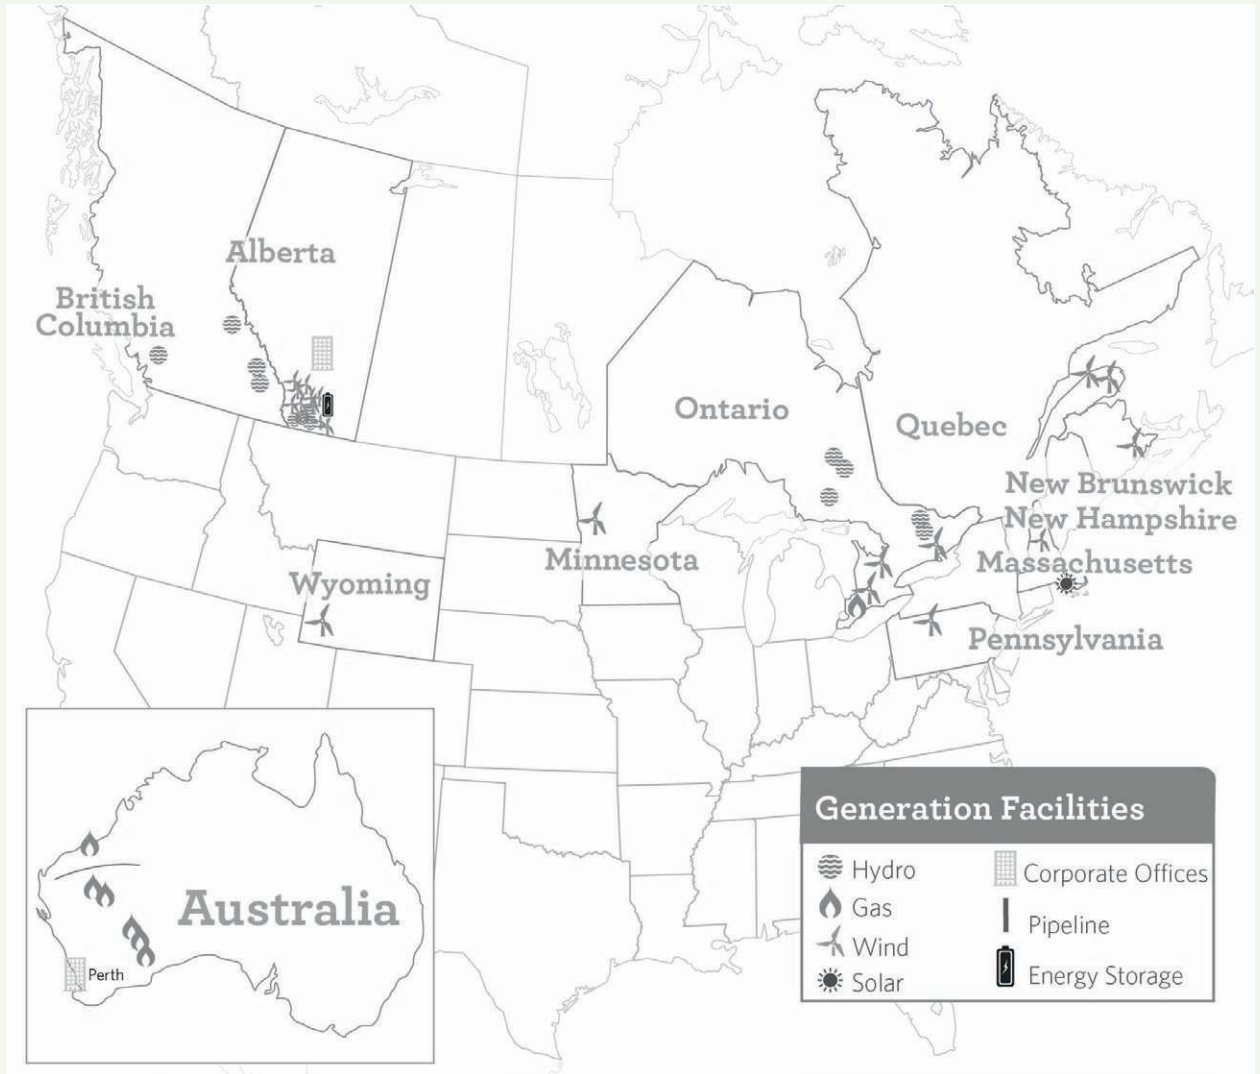 Alberta
British
Columbia
Ontario
Quebec
New Brunswick
New Hampshire
Minnesota
Massachusetts
Wyoming
Pennsylvania
Australia
Perth
Generation Facilities
Hydro
Gas
Wind
Solar
Corporate Offices
Pipeline
Energy Storage